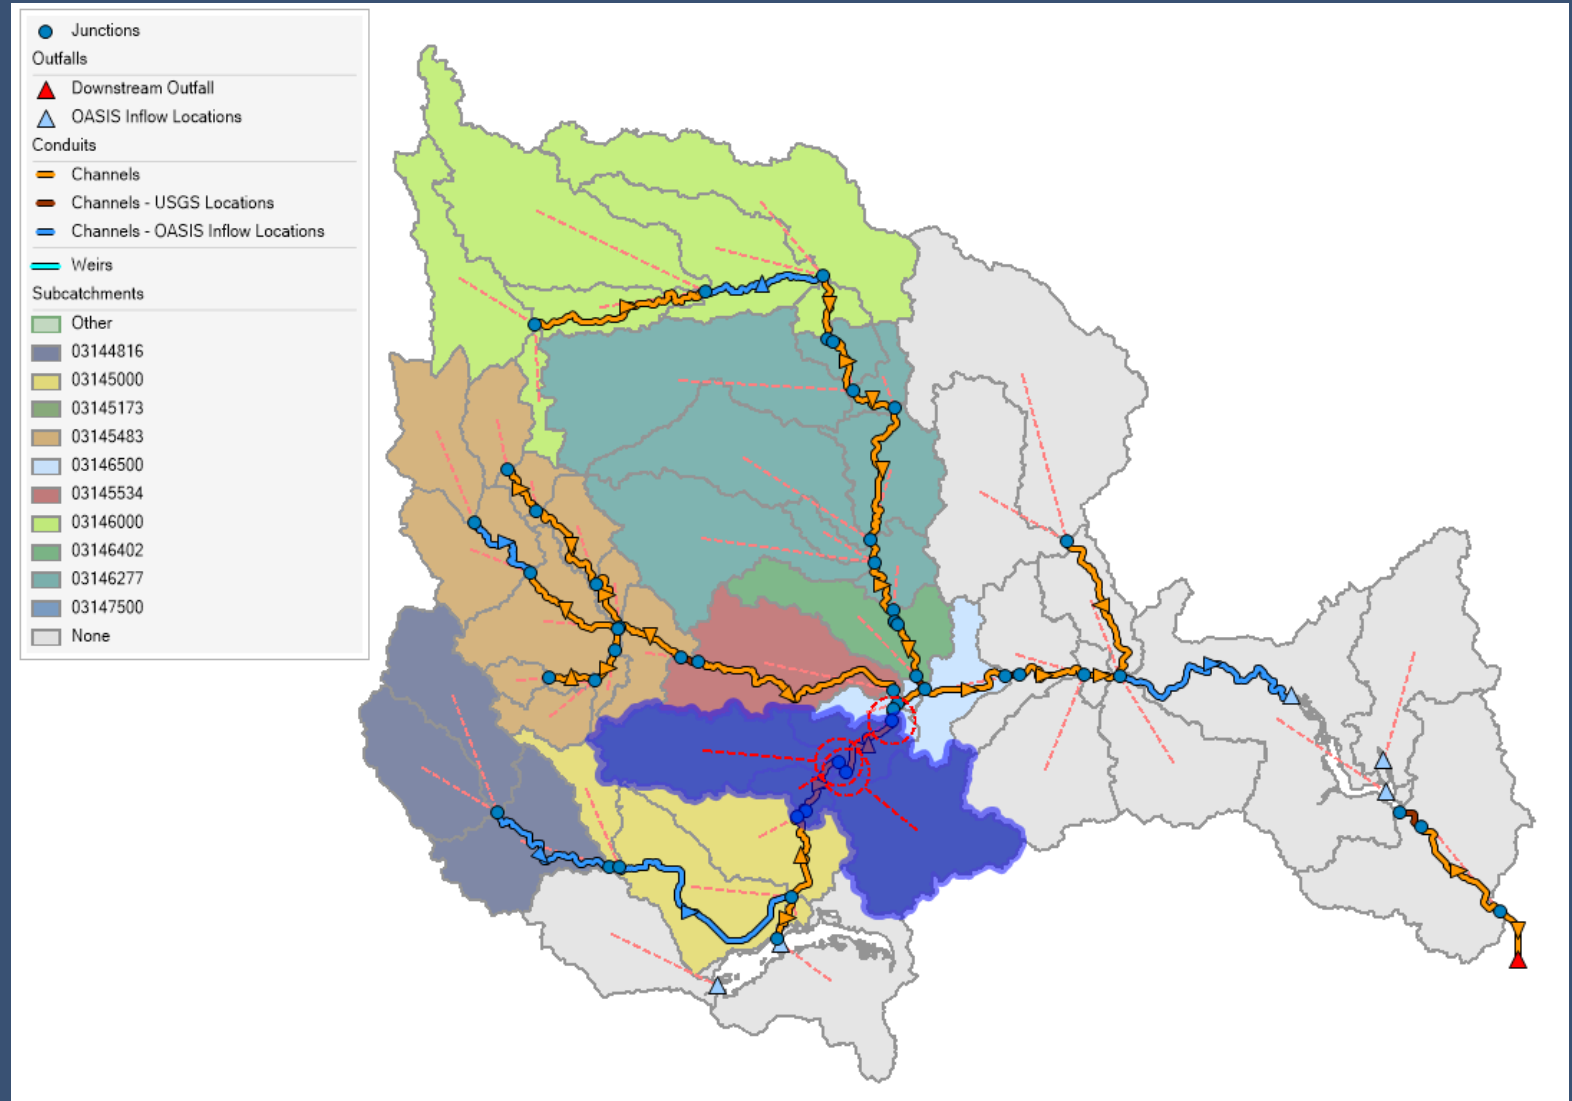 Junctions
Outfalls
Downstream Outfall
OASIS Inflow Locations
Conduits
Channels
Channels - USGS Locations
Channels - OASIS Inflow Locations
Weirs
Subcatchments
Other
03144816
03145000
03145173
03145483
03146500
03145534
03146000
03146402
03146277
03147500
None